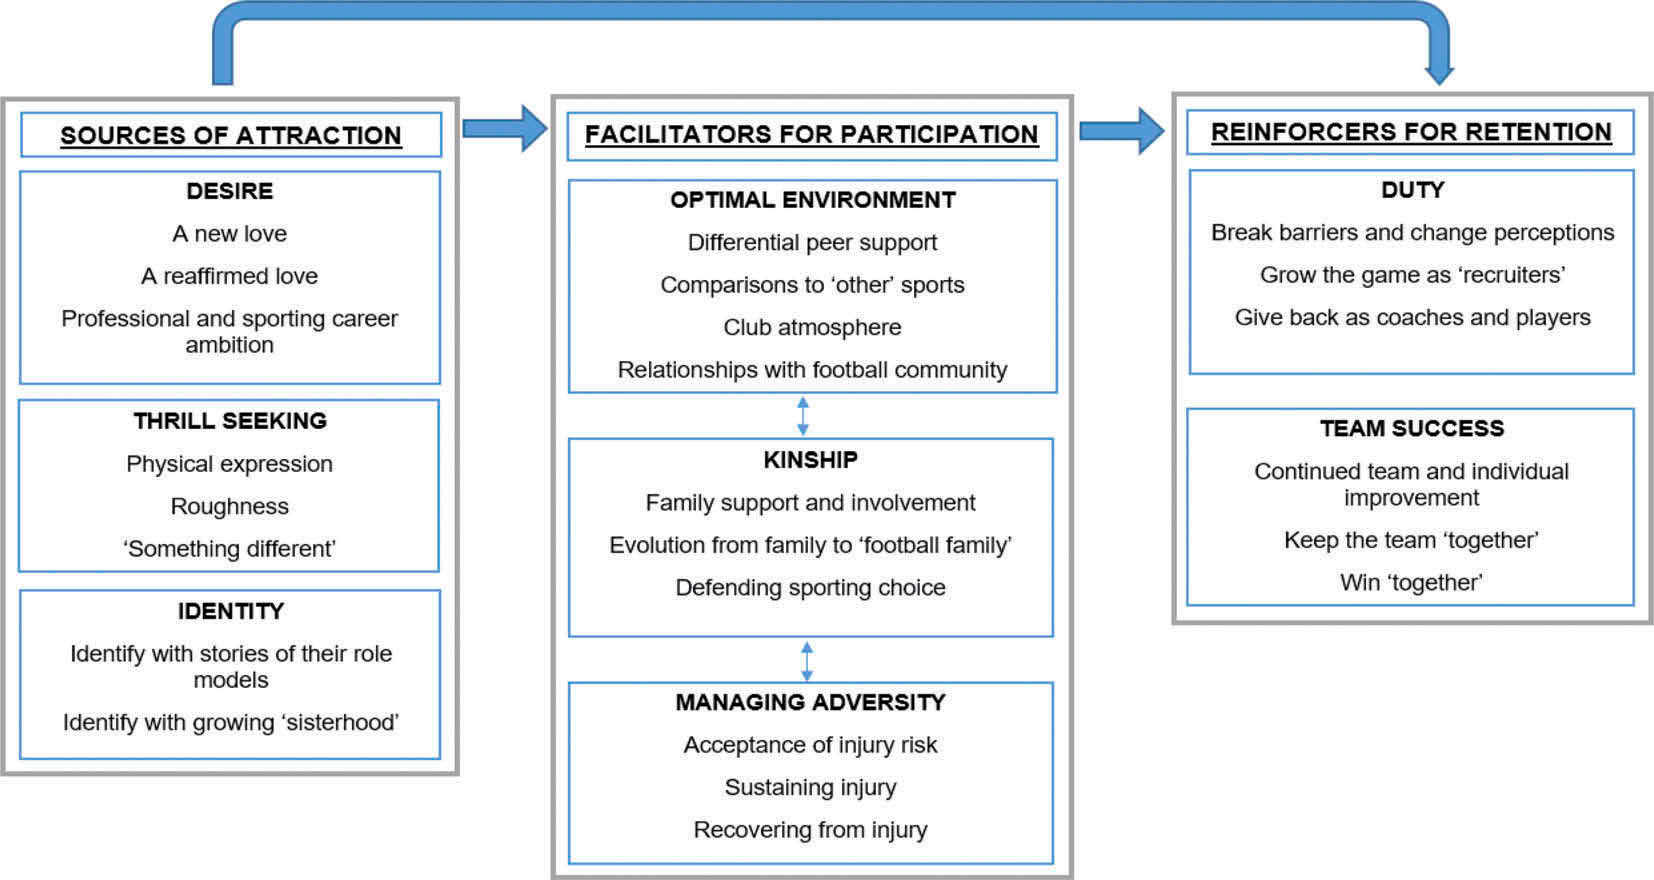 SOURCES OF ATTRACTION
DESIRE
A new love
A reaffirmed love
Professional and sporting career
ambition
THRILL SEEKING
Physical expression
Roughness
‘Something different’
IDENTITY
Identify with stories of their role
models
Identify with growing ‘sisterhood’
FACILITATORS FOR PARTICIPATION
OPTIMAL ENVIRONMENT
Differential peer support
Comparisons to ‘other’ sports
Club atmosphere
Relationships with football community
KINSHIP
Family support and involvement
Evolution from family to ‘football family’
Defending sporting choice
MANAGING ADVERSITY
Acceptance of injury risk
Sustaining injury
Recovering from injury
REINFORCERS FOR RETENTION
DUTY
Break barriers and change perceptions
Grow the game as ‘recruiters’
Give back as coaches and players
TEAM SUCCESS
Continued team and individual
improvement
Keep the team ‘together’
Win ‘together’